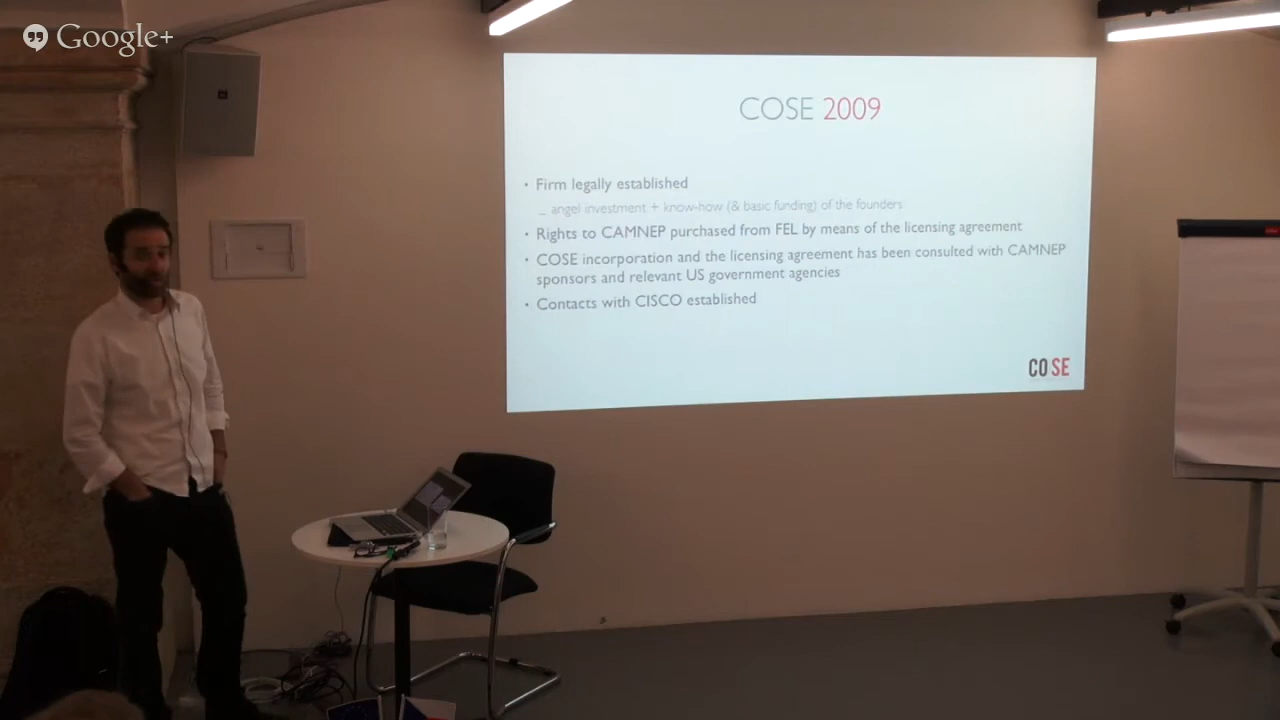 Google+
COSE 2009
• Firm legally established
_ angel investment + know-how (& basic funding) of the founders
• Rights to CAMNEP purchased from FEL by means of the licensing agreement
• COSE incorporation and the licensing agreement has been consulted with CAMNEP
sponsors and relevant US government agencies
• Contacts with CISCO established
COSE